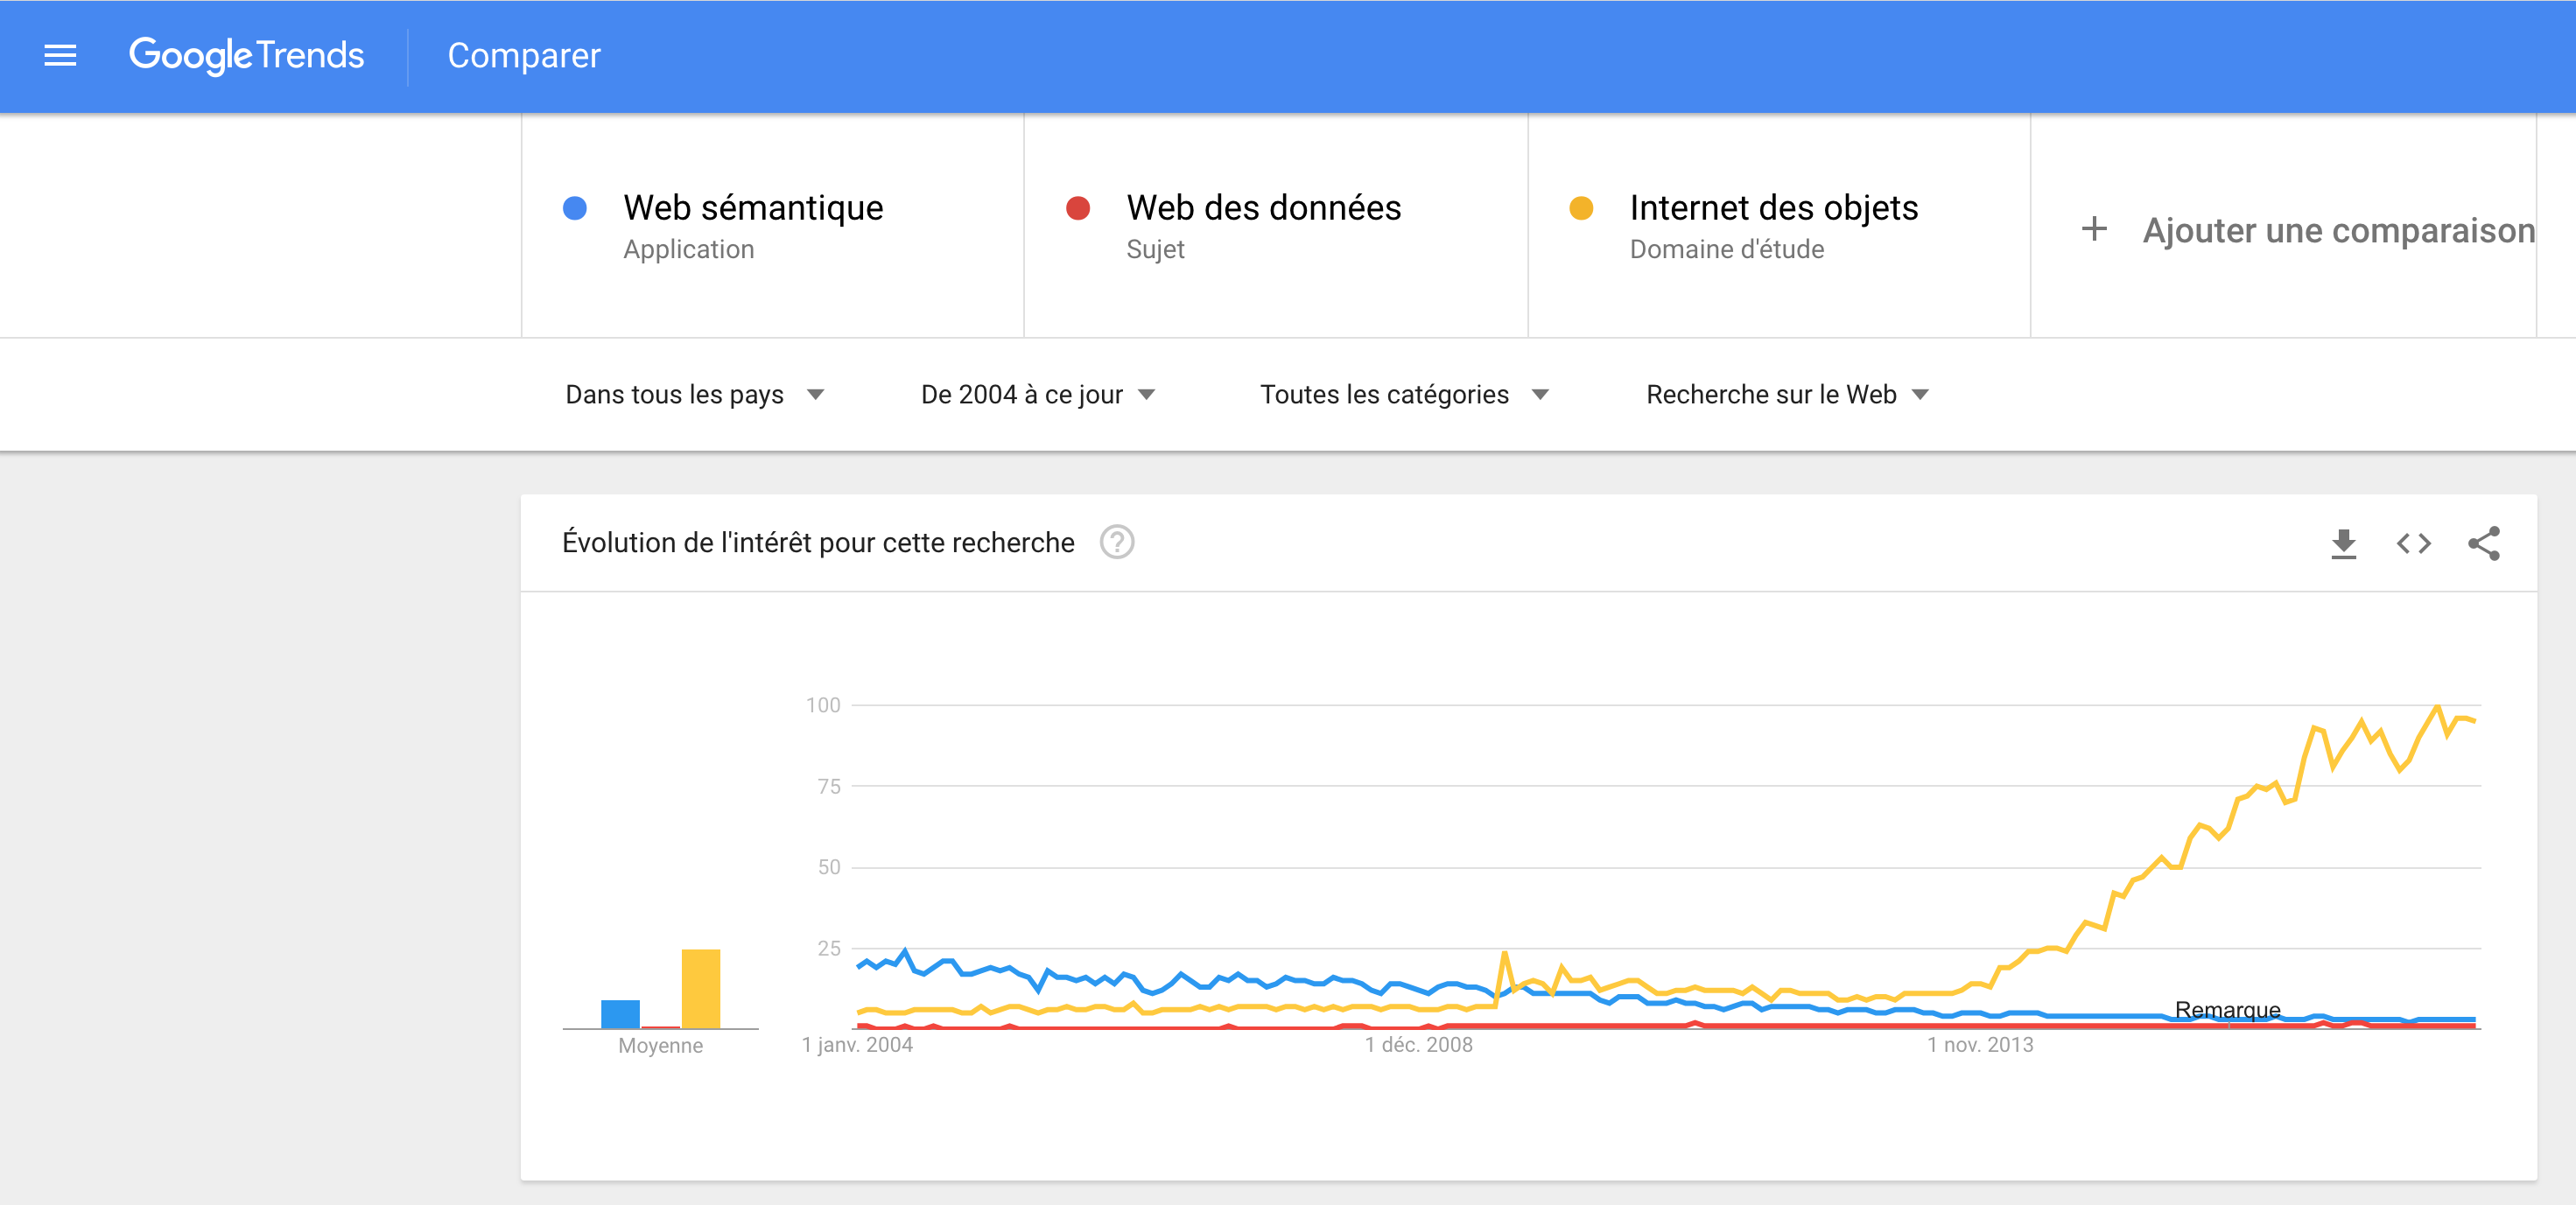 Google Trends Comparer
Web sémantique
Application
Web des données
Sujet
Internet des objets
Domaine d'étude
+ Ajouter une comparaison
Dans tous les pays De 2004 à ce jour Toutes les catégories Recherche sur le Web
Évolution de l'intérêt pour cette recherche ?
100
75
50
25
Remarque
Moyenne
1 janv. 2004 1 déc. 2008 1 nov. 2013